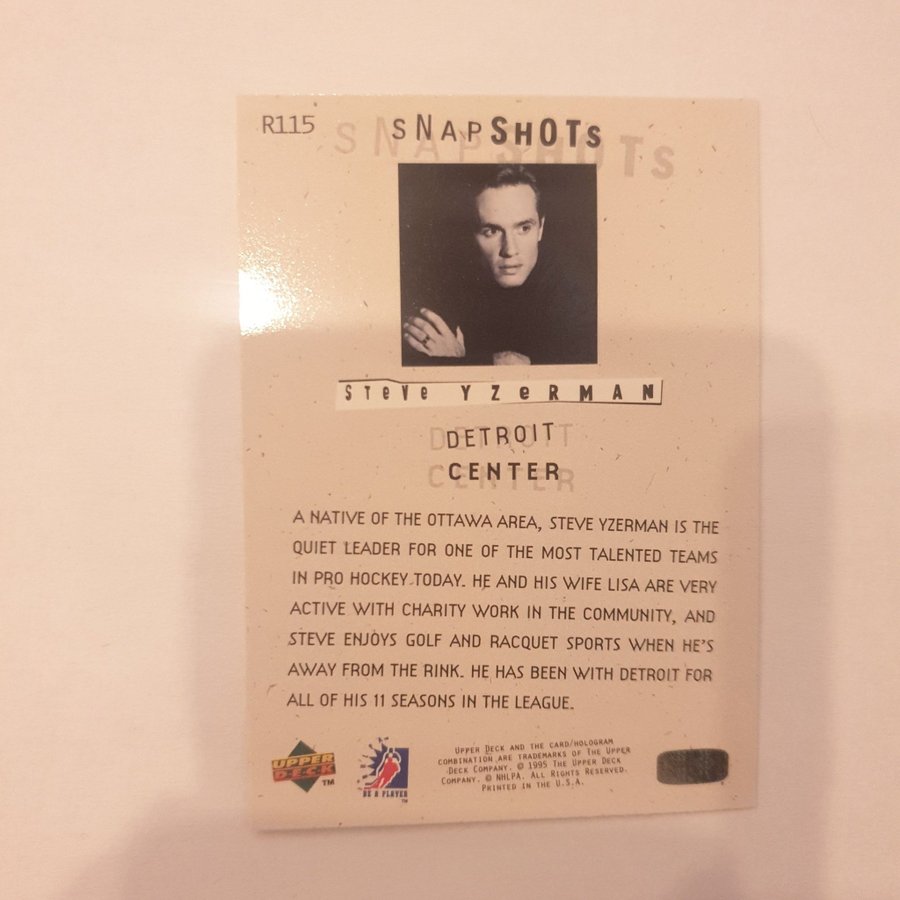 R115
SNAPSHOTS
STeVe YZeRMAN
DETROIT
CENTER
A NATIVE OF THE OTTAWA AREA, STEVE YZERMAN IS THE
QUIET LEADER FOR ONE OF THE MOST TALENTED TEAMS
IN PRO HOCKEY TODAY. HE AND HIS WIFE LISA ARE VERY
ACTIVE WITH CHARITY WORK IN THE COMMUNITY, AND
STEVE ENJOYS GOLF AND RACQUET SPORTS WHEN HE'S
AWAY FROM THE RINK. HE HAS BEEN WITH DETROIT FOR
ALL OF HIS 11 SEASONS IN THE LEAGUE.
UPPER
DECK
TM
BE A PLAYER
TM
UPPER DECK AND THE CARD/HOLOGRAM
COMBINATION ARE TRADEMARKS OF THE UPPER
DECK COMPANY. © 1995 THE UPPER DECK
COMPANY. © NHLPA. ALL RIGHTS RESERVED.
PRINTED IN THE U.S.A.